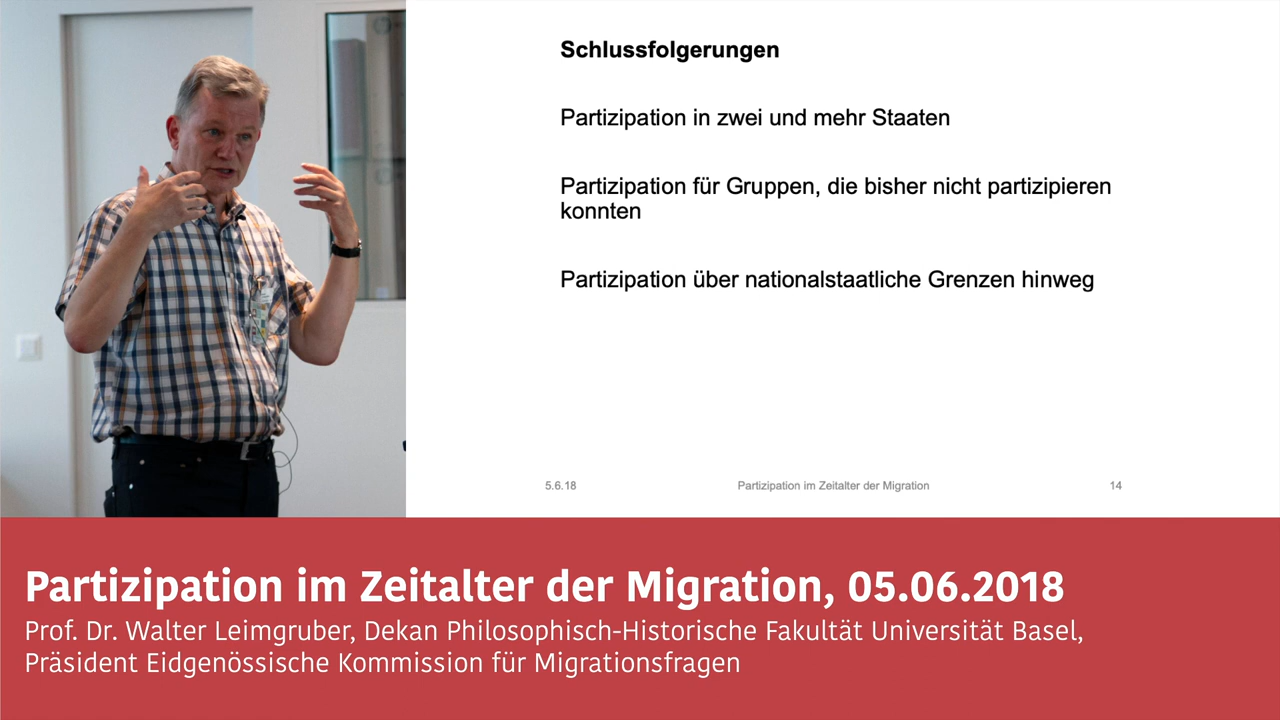 Schlussfolgerungen
Partizipation in zwei und mehr Staaten
Partizipation für Gruppen, die bisher nicht partizipieren
konnten
Partizipation über nationalstaatliche Grenzen hinweg
5.6.18 Partizipation im Zeitalter der Migration 14
Partizipation im Zeitalter der Migration, 05.06.2018
Prof. Dr. Walter Leimgruber, Dekan Philosophisch-Historische Fakultät Universität Basel,
Präsident Eidgenössische Kommission für Migrationsfragen